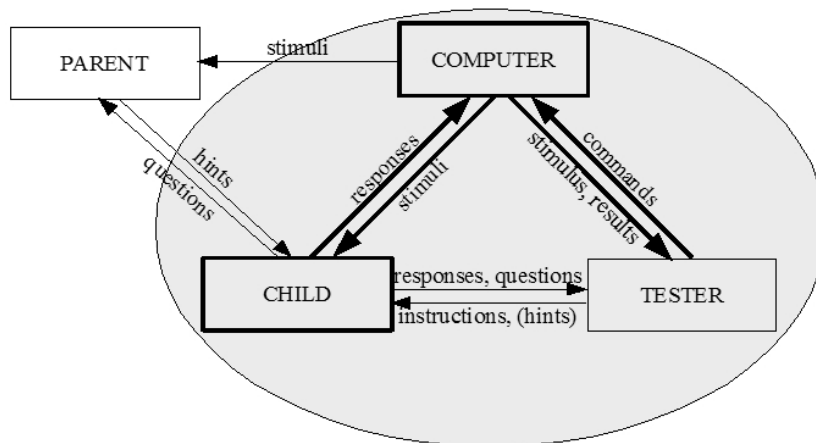 stimuli
PARENT
COMPUTER
hints
questions
responses
stimuli
commands
stimulus, results
CHILD
responses, questions
instructions, (hints)
TESTER